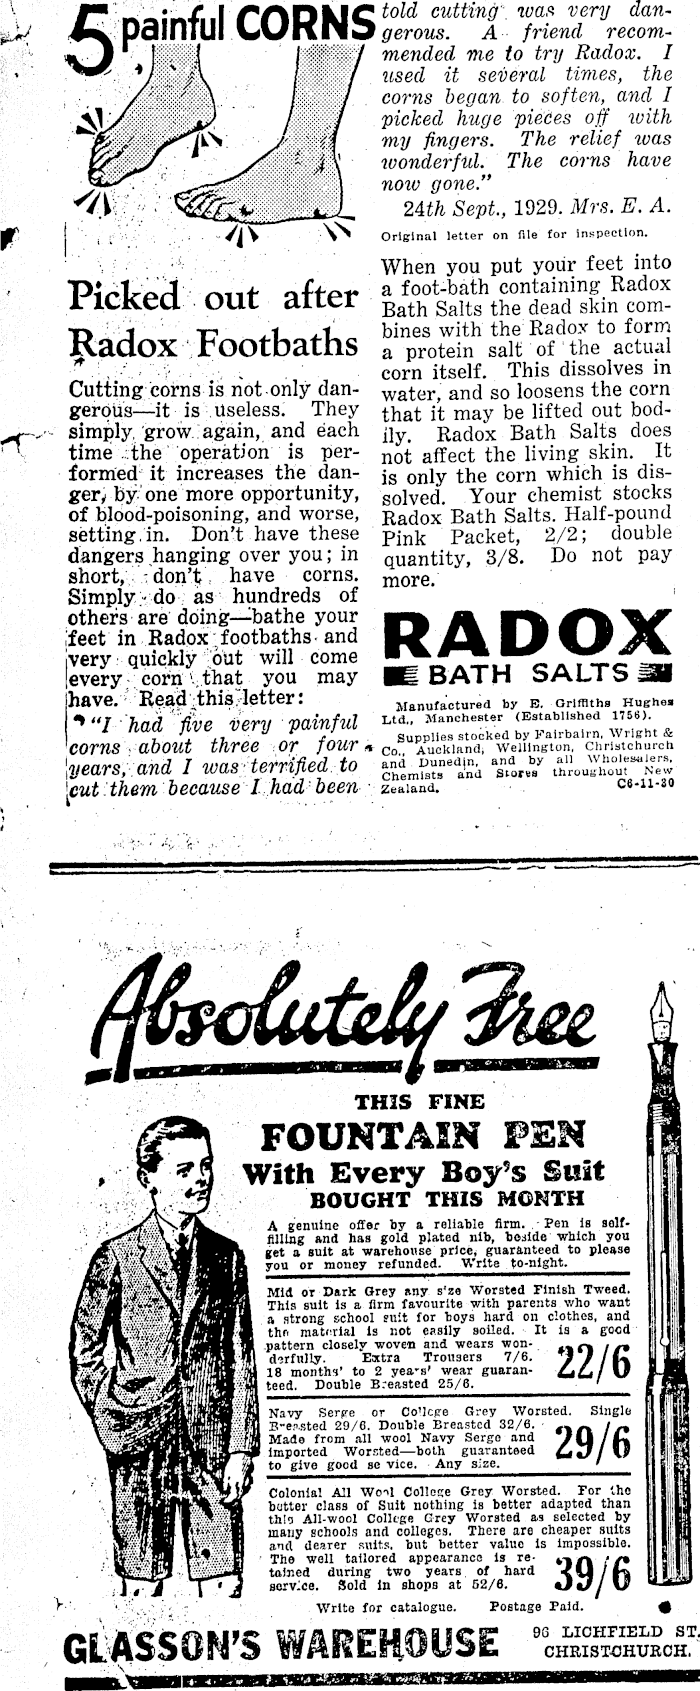 5 painful CORNS
Picked out after
Radox Footbaths
Cutting corns is not only dan-
gerous—it is useless. They
simply grow again, and each
time the operation is per-
formed it increases the dan-
ger, by one more opportunity,
of blood-poisoning, and worse,
setting in. Don't have these
dangers hanging over you; in
short, don't have corns.
Simply do as hundreds of
others are doing—bathe your
feet in Radox footbaths and
very quickly out will come
every corn that you may
have. Read this letter:
"I had five very painful
corns about three or four
years, and I was terrified to
cut them because I had been
told cutting was very dan-
gerous. A friend recom-
mended me to try Radox. I
used it several times, the
corns began to soften, and I
picked huge pieces off with
my fingers. The relief was
wonderful. The corns have
now gone."
24th Sept., 1929. Mrs. E. A.
Original letter on file for inspection.
When you put your feet into
a foot-bath containing Radox
Bath Salts the dead skin com-
bines with the Radox to form
a protein salt of the actual
corn itself. This dissolves in
water, and so loosens the corn
that it may be lifted out bod-
ily. Radox Bath Salts does
not affect the living skin. It
is only the corn which is dis-
solved. Your chemist stocks
Radox Bath Salts. Half-pound
Pink Packet, 2/2; double
quantity, 3/8. Do not pay
more.
RADOX
BATH SALTS
Manufactured by E. Griffiths Hughes
Ltd., Manchester (Established 1756).
Supplies stocked by Fairbairn, Wright &
Co., Auckland, Wellington, Christchurch
and Dunedin, and by all Wholesalers,
Chemists and Stores throughout New
Zealand. C6-11-30
Absolutely Free
THIS FINE
FOUNTAIN PEN
With Every Boy's Suit
BOUGHT THIS MONTH
A genuine offer by a reliable firm. Pen is self-
filling and has gold plated nib, beside which you
get a suit at warehouse price, guaranteed to please
you or money refunded. Write to-night.
Mid or Dark Grey any size Worsted Finish Tweed.
This suit is a firm favourite with parents who want
a strong school suit for boys hard on clothes, and
the material is not easily soiled. It is a good
pattern closely woven and wears won-
derfully. Extra Trousers 7/6.
18 months' to 2 years' wear guaran-
teed. Double Breasted 25/6.
22/6
Navy Serge or College Grey Worsted. Single
Breasted 29/6. Double Breasted 32/6.
Made from all wool Navy Serge and
imported Worsted—both guaranteed
to give good service. Any size.
29/6
Colonial All Wool College Grey Worsted. For the
better class of Suit nothing is better adapted than
this All-wool College Grey Worsted as selected by
many schools and colleges. There are cheaper suits
and dearer suits, but better value is impossible.
The well tailored appearance is re-
tained during two years of hard
service. Sold in shops at 52/6.
39/6
Write for catalogue. Postage Paid.
GLASSON'S WAREHOUSE
96 LICHFIELD ST.
CHRISTCHURCH.